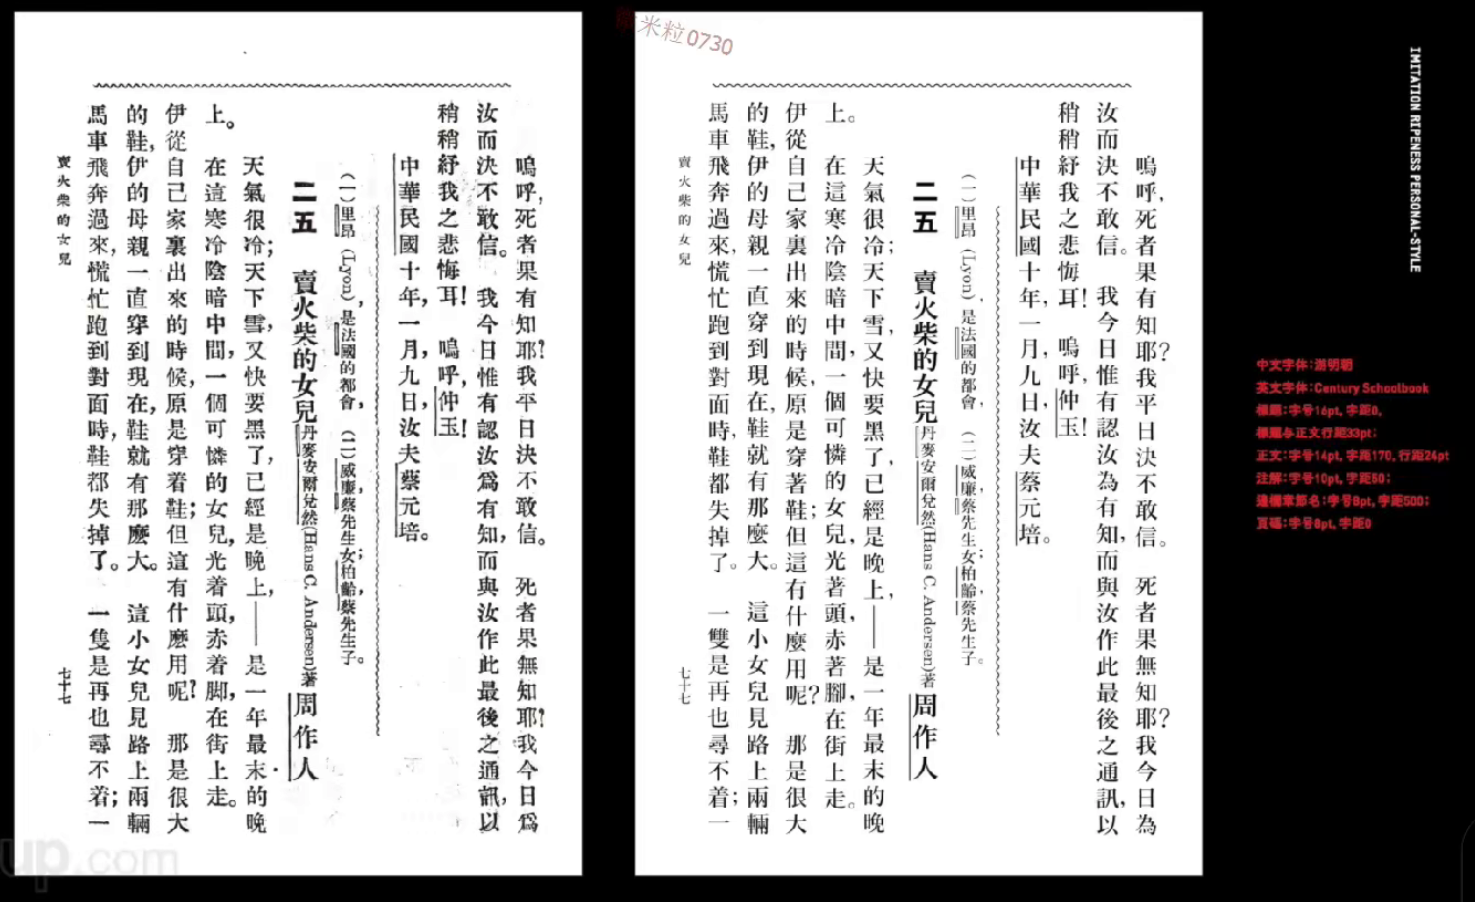 嗚呼，死者果有知耶？我平日決不敢信。　死者果無知耶？我今日爲
汝而決不敢信。　我今日惟有認汝爲有知，而與汝作此最後之通訊，以
稍稍紓我之悲悔耳！　嗚呼，仲玉！
中華民國十年，一月，九日，汝夫蔡元培。
（一）里昂（Lyon），是法國的都會，（二）威廉，蔡先生女；柏齡，蔡先生子。
二五　賣火柴的女兒 丹麥安爾兌然(Hans C. Andersen)著 周作人
天氣很冷；天下雪，又快要黑了，已經是晚上，——是一年最末的晚
上。　在這寒冷陰暗中間，一個可憐的女兒，光着頭，赤着脚，在街上走。
伊從自己家裏出來的時候，原是穿着鞋；但這有什麽用呢？　那是很大
的鞋，伊的母親一直穿到現在，鞋就有那麽大。　這小女兒見路上兩輛
馬車飛奔過來，慌忙跑到對面時，鞋都失掉了。　一隻是再也尋不着；一
賣火柴的女兒
七十七
米粒0730
嗚呼，死者果有知耶？我平日決不敢信。　死者果無知耶？我今日為
汝而決不敢信。　我今日惟有認汝為有知，而與汝作此最後之通訊，以
稍稍紓我之悲悔耳！　嗚呼，仲玉！
中華民國十年，一月，九日，汝夫蔡元培。
（一）里昂（Lyon），是法國的都會，（二）威廉，蔡先生女；柏齡，蔡先生子。
二五　賣火柴的女兒 丹麥安爾兌然(Hans C. Andersen)著 周作人
天氣很冷；天下雪，又快要黑了，已經是晚上，——是一年最末的晚
上。　在這寒冷陰暗中間，一個可憐的女兒，光著頭，赤著腳，在街上走。
伊從自己家裏出來的時候，原是穿著鞋；但這有什麼用呢？　那是很大
的鞋，伊的母親一直穿到現在，鞋就有那麼大。　這小女兒見路上兩輛
馬車飛奔過來，慌忙跑到對面時，鞋都失掉了。　一雙是再也尋不着；一
賣火柴的女兒
七十七
IMITATION RIPENESS PERSONAL-STYLE
中文字体：游明朝
英文字体：Century Schoolbook
標題：字号16pt，字距0，
標題与正文行距33pt；
正文：字号14pt，字距170，行距24pt
注解：字号10pt，字距50；
邊欄章節名：字号8pt，字距500；
頁碼：字号8pt，字距0
up.com